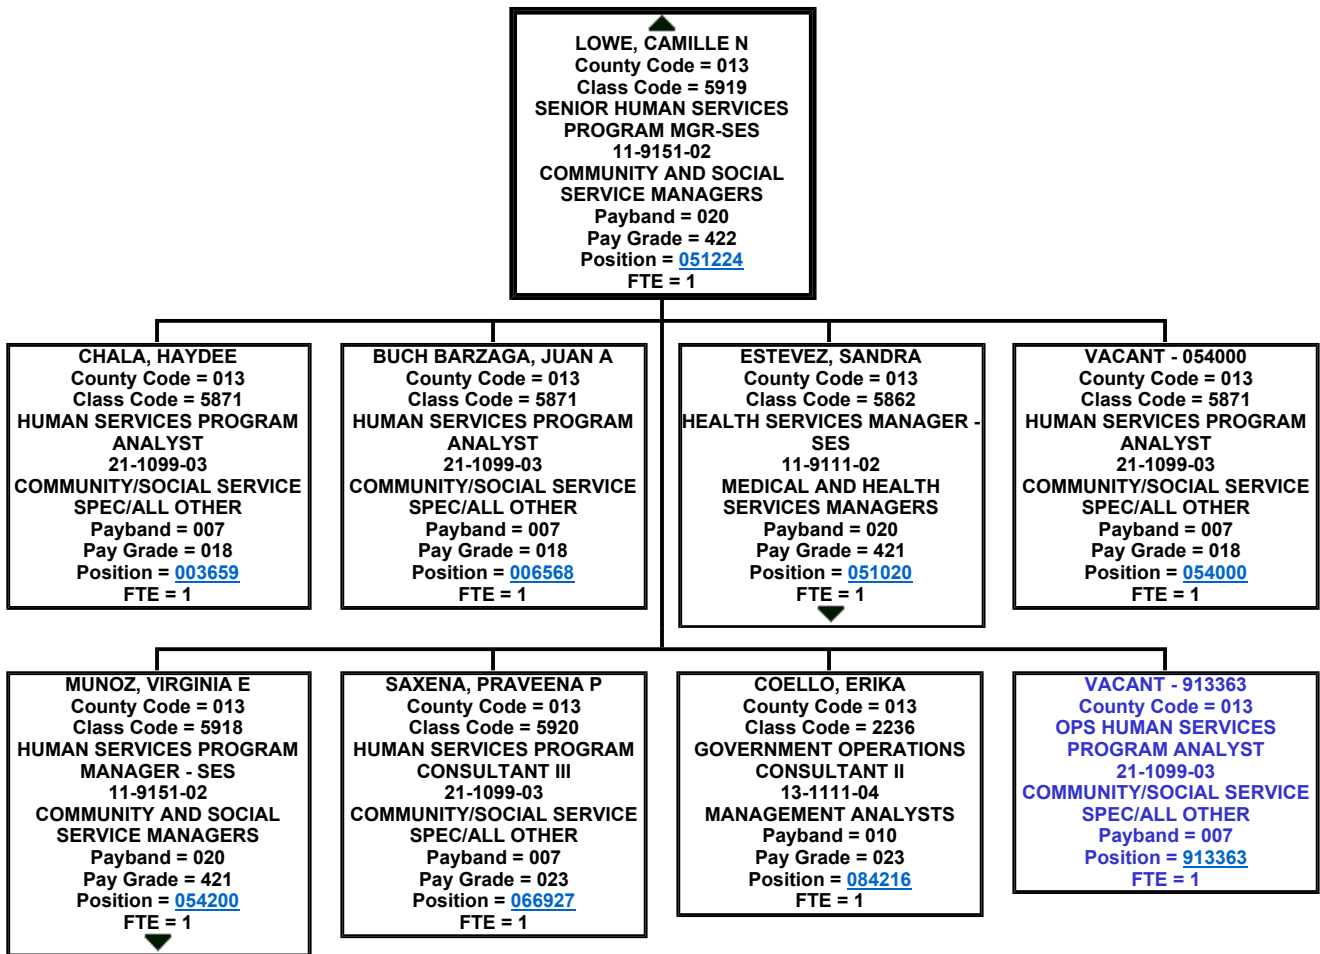 LOWE, CAMILLE N
County Code = 013
Class Code = 5919
SENIOR HUMAN SERVICES
PROGRAM MGR-SES
11-9151-02
COMMUNITY AND SOCIAL
SERVICE MANAGERS
Payband = 020
Pay Grade = 422
Position = 051224
FTE = 1
CHALA, HAYDEE
County Code = 013
Class Code = 5871
HUMAN SERVICES PROGRAM
ANALYST
21-1099-03
COMMUNITY/SOCIAL SERVICE
SPEC/ALL OTHER
Payband = 007
Pay Grade = 018
Position = 003659
FTE = 1
BUCH BARZAGA, JUAN A
County Code = 013
Class Code = 5871
HUMAN SERVICES PROGRAM
ANALYST
21-1099-03
COMMUNITY/SOCIAL SERVICE
SPEC/ALL OTHER
Payband = 007
Pay Grade = 018
Position = 006568
FTE = 1
ESTEVEZ, SANDRA
County Code = 013
Class Code = 5862
HEALTH SERVICES MANAGER -
SES
11-9111-02
MEDICAL AND HEALTH
SERVICES MANAGERS
Payband = 020
Pay Grade = 421
Position = 051020
FTE = 1
VACANT - 054000
County Code = 013
Class Code = 5871
HUMAN SERVICES PROGRAM
ANALYST
21-1099-03
COMMUNITY/SOCIAL SERVICE
SPEC/ALL OTHER
Payband = 007
Pay Grade = 018
Position = 054000
FTE = 1
MUNOZ, VIRGINIA E
County Code = 013
Class Code = 5918
HUMAN SERVICES PROGRAM
MANAGER - SES
11-9151-02
COMMUNITY AND SOCIAL
SERVICE MANAGERS
Payband = 020
Pay Grade = 421
Position = 054200
FTE = 1
SAXENA, PRAVEENA P
County Code = 013
Class Code = 5920
HUMAN SERVICES PROGRAM
CONSULTANT III
21-1099-03
COMMUNITY/SOCIAL SERVICE
SPEC/ALL OTHER
Payband = 007
Pay Grade = 023
Position = 066927
FTE = 1
COELLO, ERIKA
County Code = 013
Class Code = 2236
GOVERNMENT OPERATIONS
CONSULTANT II
13-1111-04
MANAGEMENT ANALYSTS
Payband = 010
Pay Grade = 023
Position = 084216
FTE = 1
VACANT - 913363
County Code = 013
OPS HUMAN SERVICES
PROGRAM ANALYST
21-1099-03
COMMUNITY/SOCIAL SERVICE
SPEC/ALL OTHER
Payband = 007
Position = 913363
FTE = 1